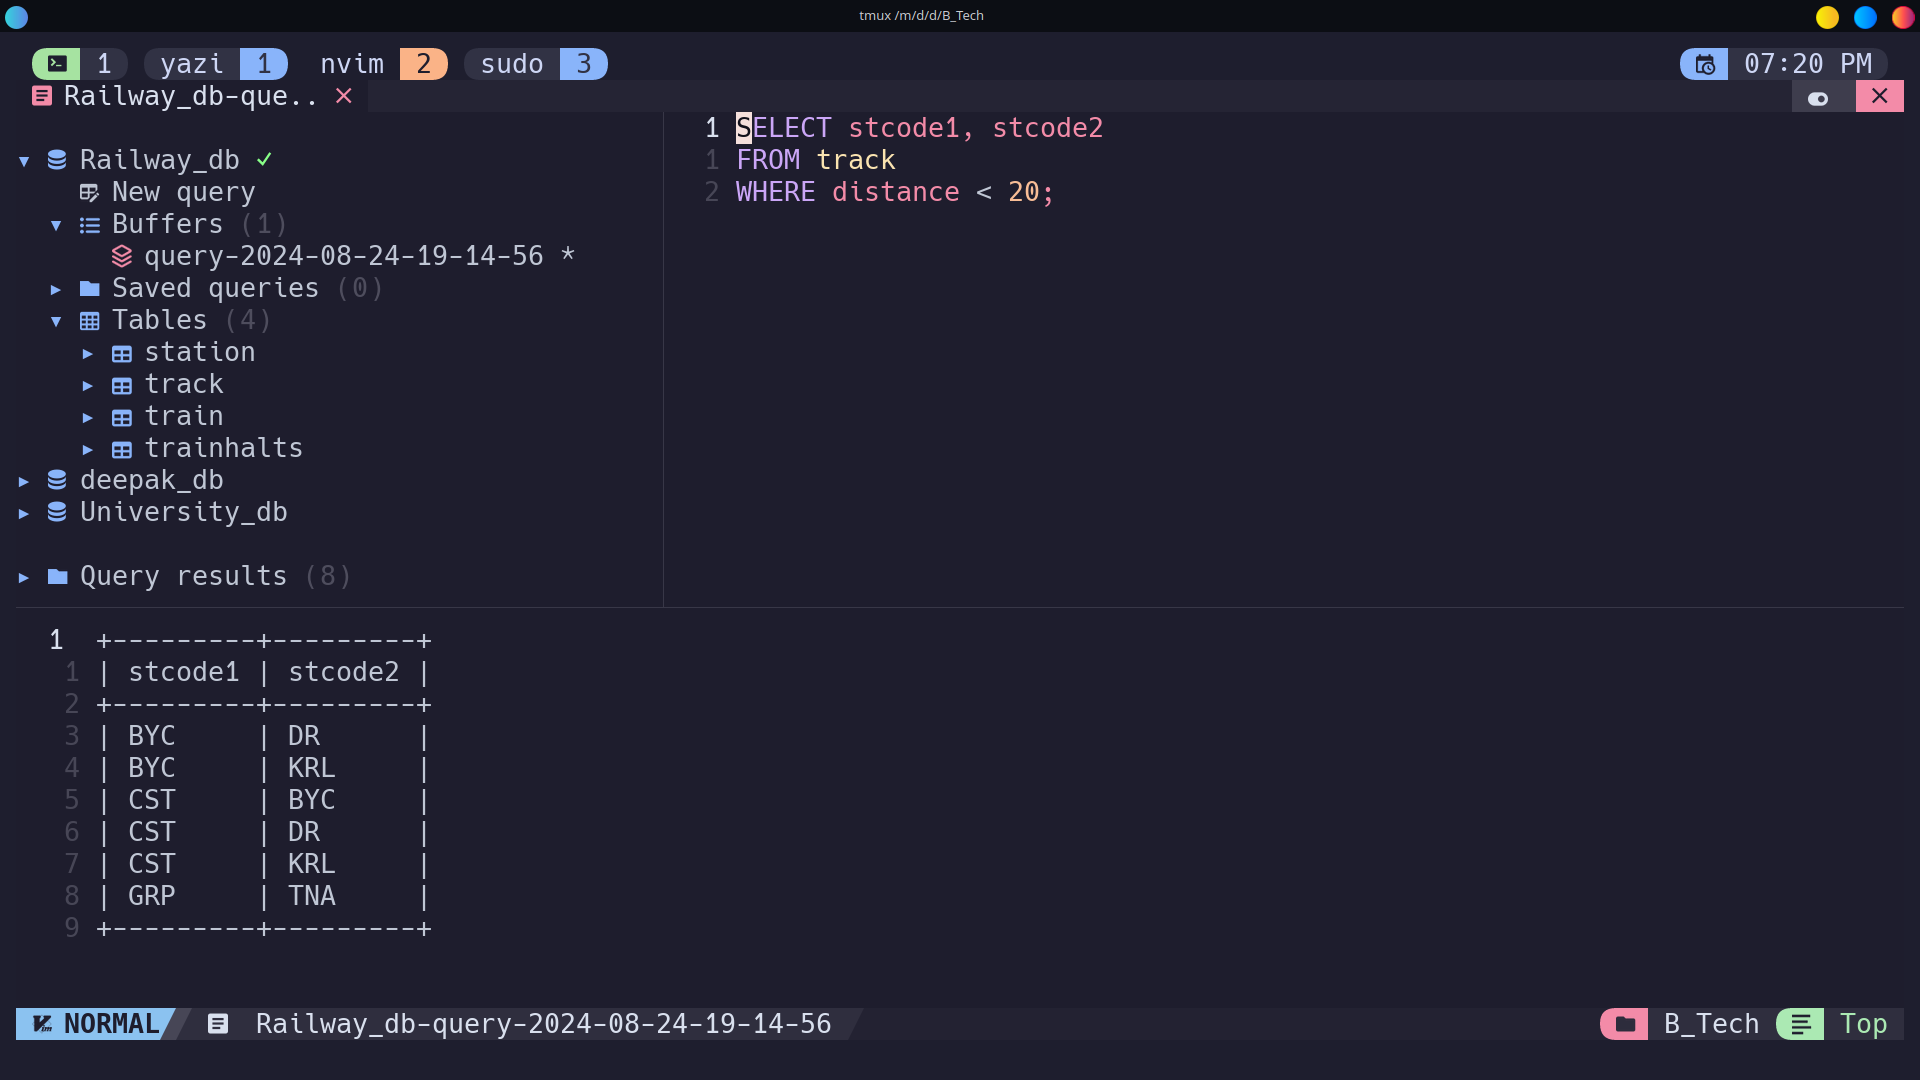 tmux /m/d/d/B_Tech
1 yazi 1 nvim 2 sudo 3 07:20 PM
Railway_db-que..
Railway_db
New query
Buffers (1)
query-2024-08-24-19-14-56 *
Saved queries (0)
Tables (4)
station
track
train
trainhalts
deepak_db
University_db
Query results (8)
1 SELECT stcode1, stcode2
1 FROM track
2 WHERE distance < 20;
1 +---------+---------+
1 | stcode1 | stcode2 |
2 +---------+---------+
3 | BYC     | DR      |
4 | BYC     | KRL     |
5 | CST     | BYC     |
6 | CST     | DR      |
7 | CST     | KRL     |
8 | GRP     | TNA     |
9 +---------+---------+
NORMAL Railway_db-query-2024-08-24-19-14-56 B_Tech Top